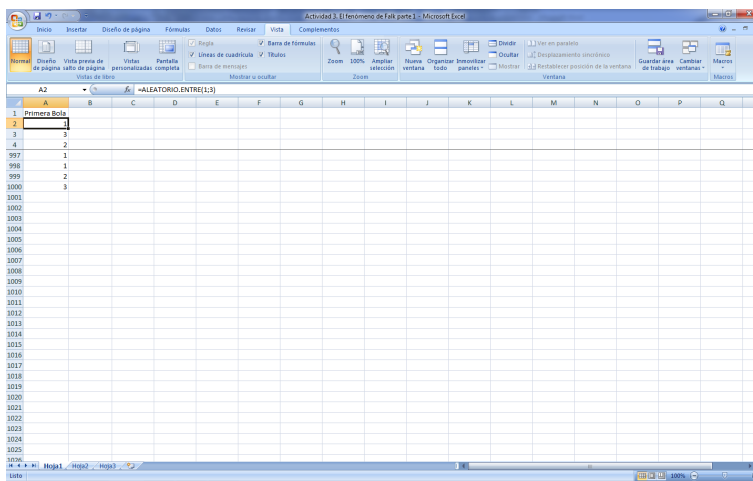 Actividad 3. El fenómeno de Falk parte 1 - Microsoft Excel
Inicio Insertar Diseño de página Fórmulas Datos Revisar Vista Complementos
Normal
Diseño de página
Vista previa de salto de página
Vistas personalizadas
Pantalla completa
Vistas de libro
Regla
Líneas de cuadrícula
Barra de mensajes
Barra de fórmulas
Títulos
Mostrar u ocultar
Zoom
100%
Ampliar selección
Zoom
Nueva ventana
Organizar todo
Inmovilizar paneles
Dividir
Ocultar
Mostrar
Ver en paralelo
Desplazamiento sincrónico
Restablecer posición de la ventana
Ventana
Guardar área de trabajo
Cambiar ventanas
Macros
Macros
A2 fx =ALEATORIO.ENTRE(1;3)
A B C D E F G H I J K L M N O P Q
1 Primera Bola
2 1
3 3
4 2
997 1
998 1
999 2
1000 3
1001
1002
1003
1004
1005
1006
1007
1008
1009
1010
1011
1012
1013
1014
1015
1016
1017
1018
1019
1020
1021
1022
1023
1024
1025
1026
Hoja1 Hoja2 Hoja3
Listo 100%